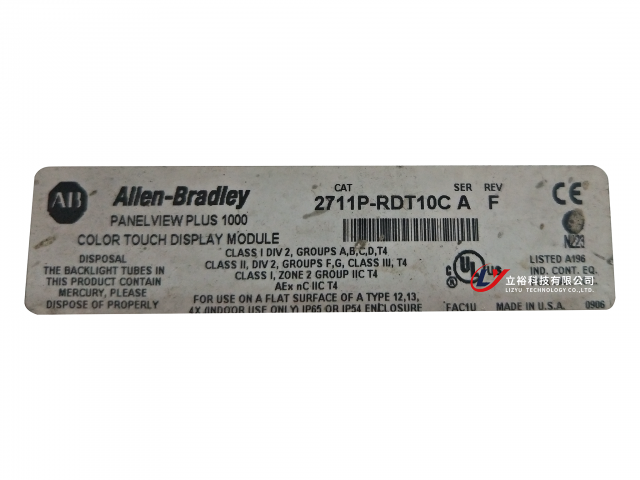 AB Allen-Bradley
PANELVIEW PLUS 1000
COLOR TOUCH DISPLAY MODULE
DISPOSAL
THE BACKLIGHT TUBES IN
THIS PRODUCT CONTAIN
MERCURY, PLEASE
DISPOSE OF PROPERLY
CAT SER REV
2711P-RDT10C A F
CLASS I DIV 2, GROUPS A,B,C,D,T4
CLASS II, DIV 2, GROUPS F,G, CLASS III, T4
CLASS I, ZONE 2 GROUP IIC T4
AEx nC IIC T4
FOR USE ON A FLAT SURFACE OF A TYPE 12,13,
4X (INDOOR USE ONLY) IP65 or IP54 ENCLOSURE
CE
N223
C UL US
LISTED A196
IND. CONT. EQ.
FAC1U MADE IN U.S.A. 0906
立裕科技有限公司
LIZYU TECHNOLOGY CO.,LTD.